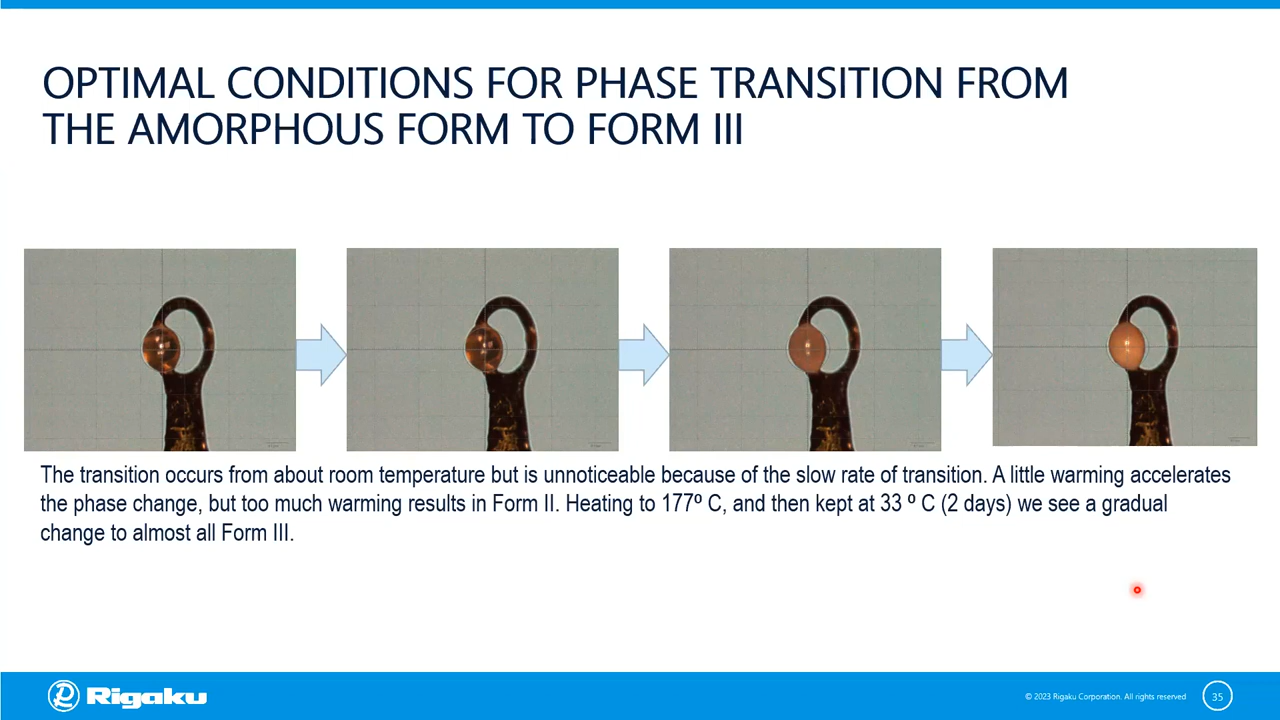 OPTIMAL CONDITIONS FOR PHASE TRANSITION FROM
THE AMORPHOUS FORM TO FORM III
The transition occurs from about room temperature but is unnoticeable because of the slow rate of transition. A little warming accelerates
the phase change, but too much warming results in Form II. Heating to 177º C, and then kept at 33 º C (2 days) we see a gradual
change to almost all Form III.
Rigaku
© 2023 Rigaku Corporation. All rights reserved
35